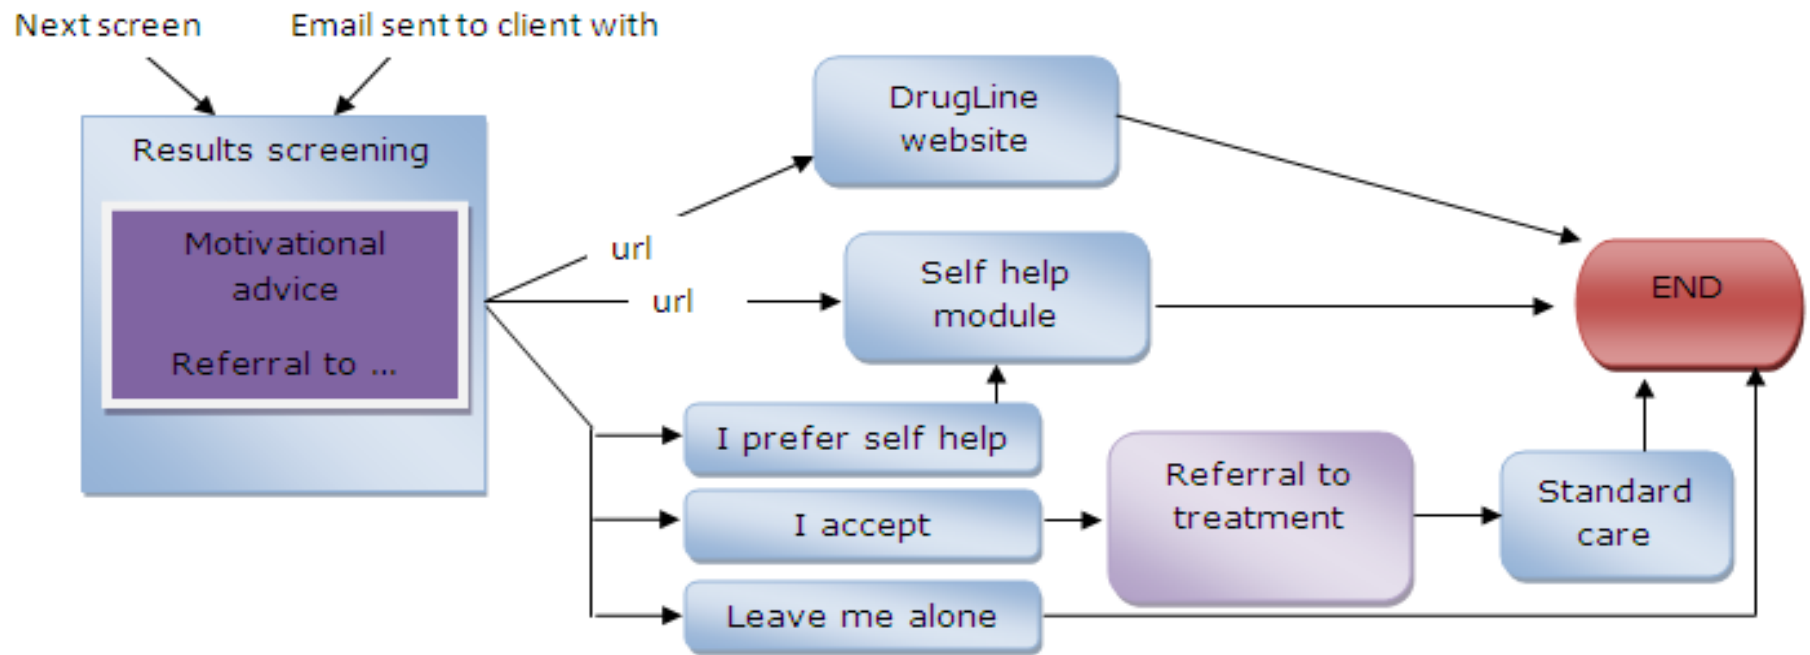 Next screen
Email sent to client with
Results screening
Motivational
advice
Referral to ...
url
url
DrugLine
website
Self help
module
I prefer self help
I accept
Leave me alone
Referral to
treatment
Standard
care
END